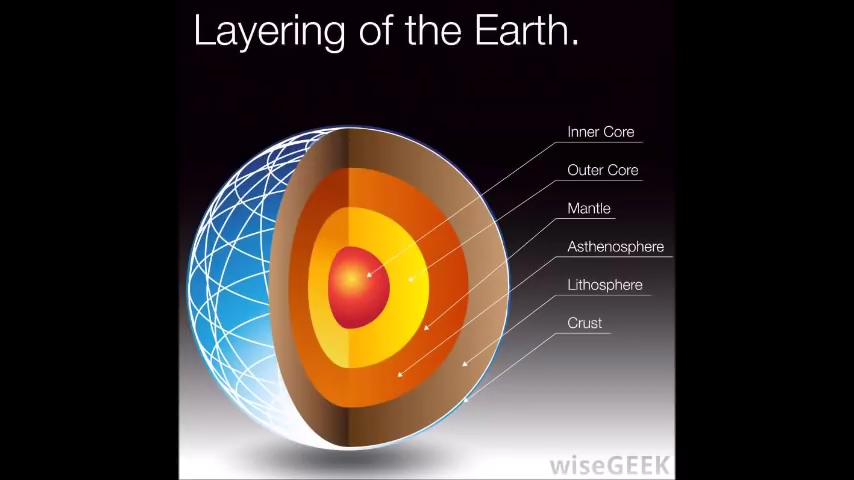 Layering of the Earth.
Inner Core
Outer Core
Mantle
Asthenosphere
Lithosphere
Crust
wiseGEEK